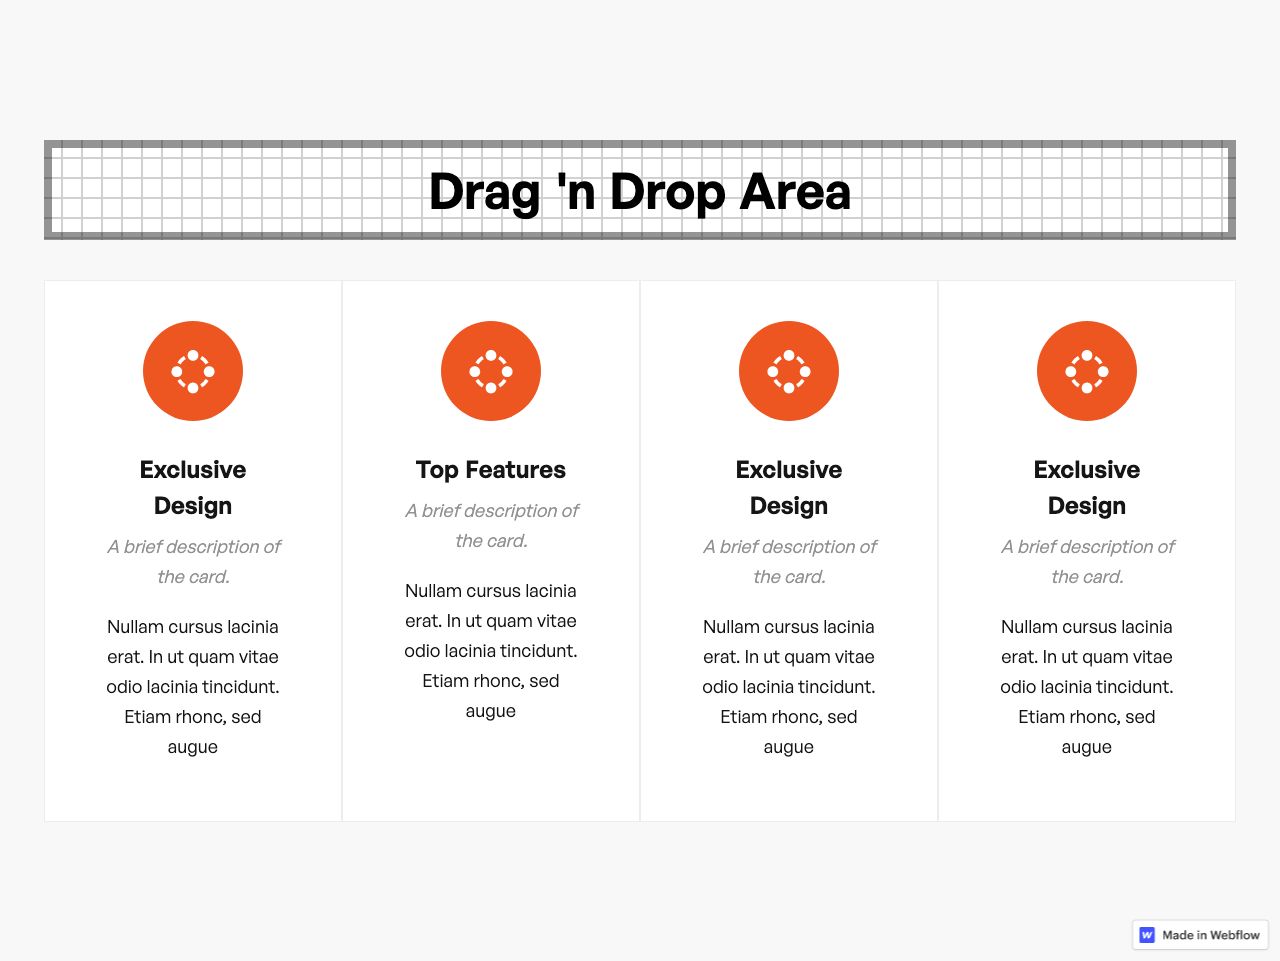 Drag 'n Drop Area
Exclusive
Design
A brief description of
the card.
Nullam cursus lacinia
erat. In ut quam vitae
odio lacinia tincidunt.
Etiam rhonc, sed
augue
Top Features
A brief description of
the card.
Nullam cursus lacinia
erat. In ut quam vitae
odio lacinia tincidunt.
Etiam rhonc, sed
augue
Exclusive
Design
A brief description of
the card.
Nullam cursus lacinia
erat. In ut quam vitae
odio lacinia tincidunt.
Etiam rhonc, sed
augue
Exclusive
Design
A brief description of
the card.
Nullam cursus lacinia
erat. In ut quam vitae
odio lacinia tincidunt.
Etiam rhonc, sed
augue
Made in Webflow